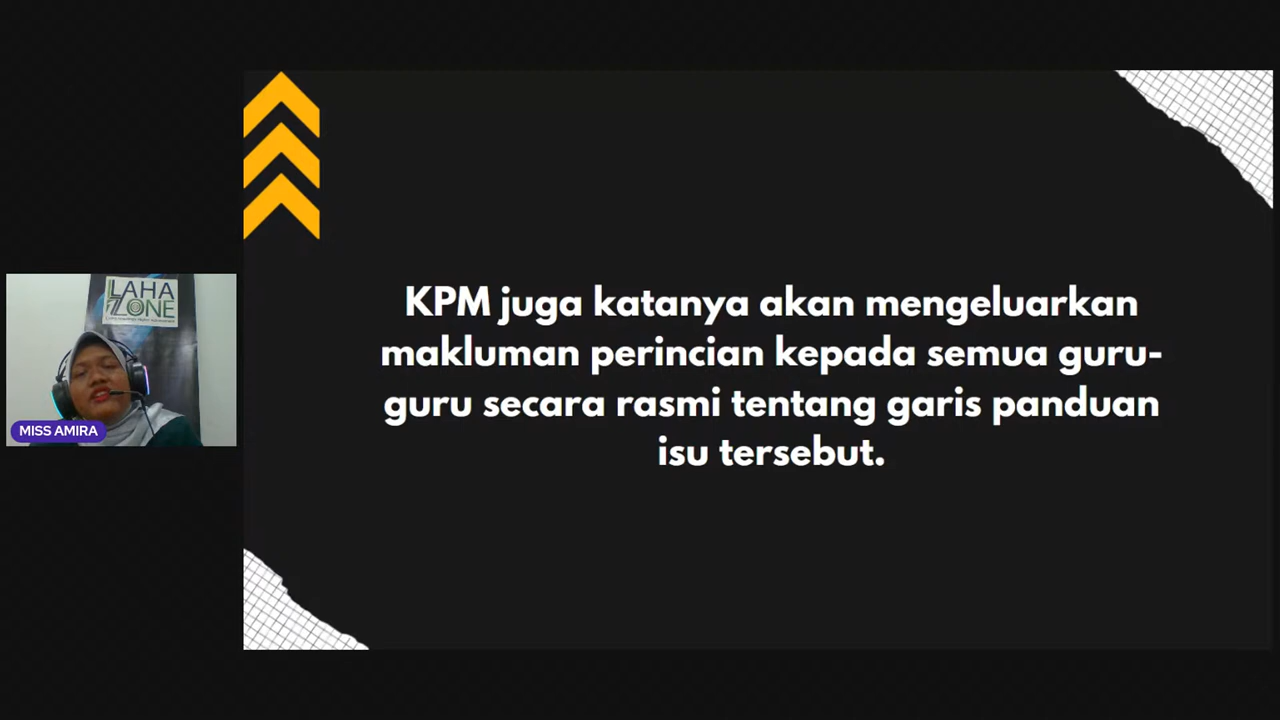 LAHA
ZONE
MISS AMIRA
KPM juga katanya akan mengeluarkan
makluman perincian kepada semua guru-
guru secara rasmi tentang garis panduan
isu tersebut.